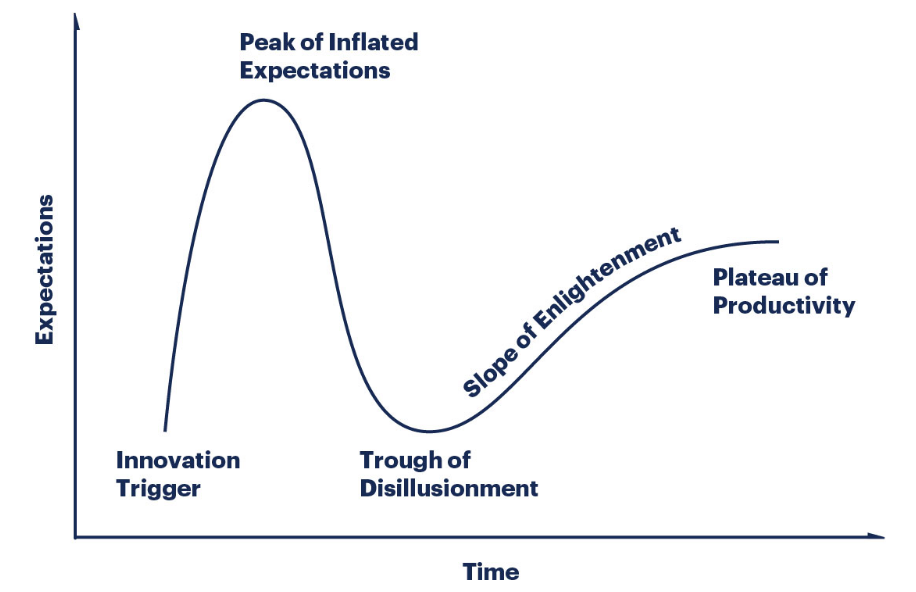 Peak of Inflated
Expectations
Expectations
Slope of Enlightenment
Plateau of
Productivity
Innovation
Trigger
Trough of
Disillusionment
Time